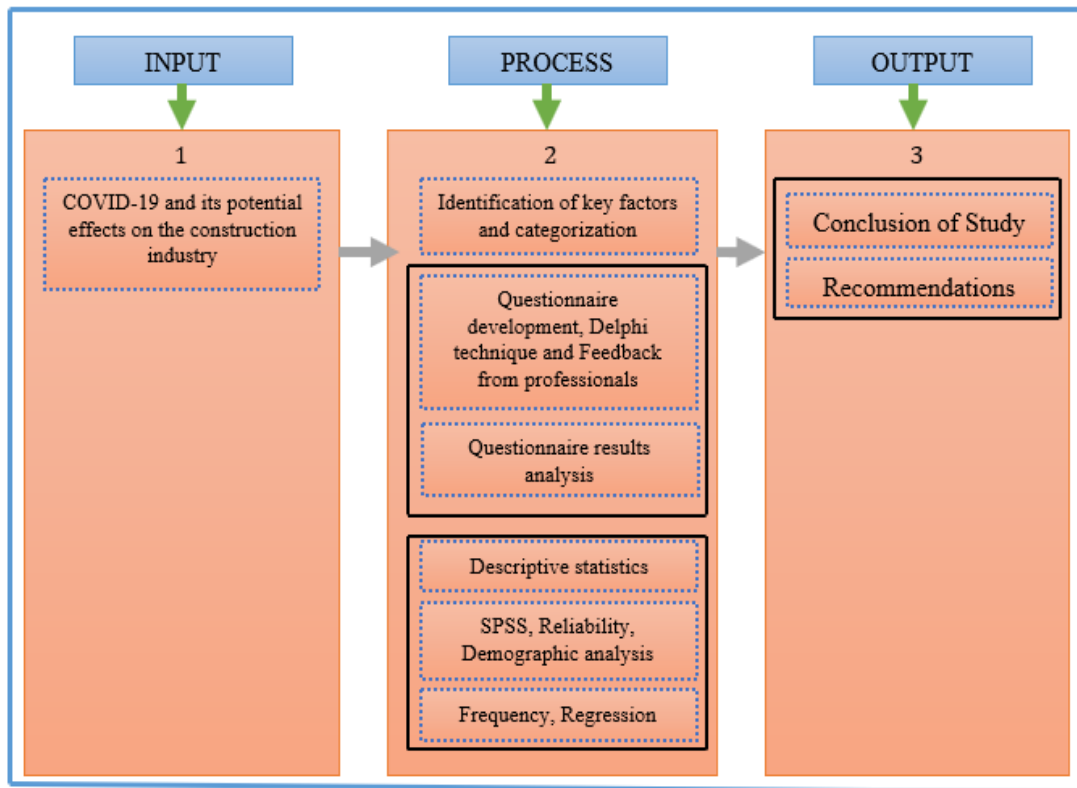 INPUT
1
COVID-19 and its potential
effects on the construction
industry
PROCESS
2
Identification of key factors
and categorization
Questionnaire
development, Delphi
technique and Feedback
from professionals
Questionnaire results
analysis
Descriptive statistics
SPSS, Reliability,
Demographic analysis
Frequency, Regression
OUTPUT
3
Conclusion of Study
Recommendations